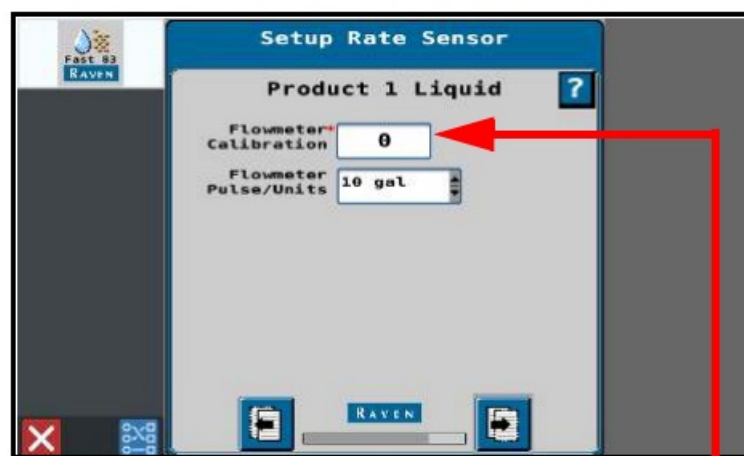 Setup Rate Sensor
Fast 83
RAVEN
Product 1 Liquid
?
Flowmeter*
Calibration
0
Flowmeter
Pulse/Units
10 gal
RAVEN